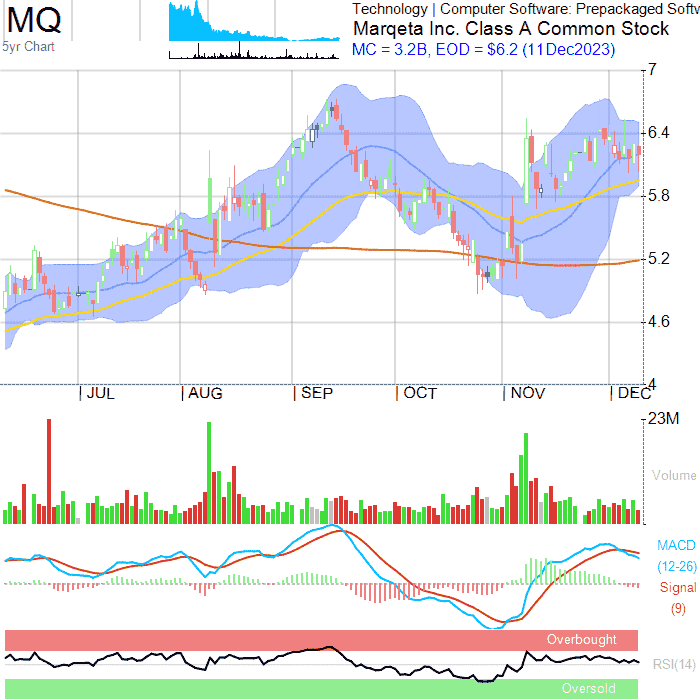 MQ
5yr Chart
Technology | Computer Software: Prepackaged Softw
Marqeta Inc. Class A Common Stock
MC = 3.2B, EOD = $6.2 (11Dec2023)
7
6.4
5.8
5.2
4.6
4
JUL
AUG
SEP
OCT
NOV
DEC
23M
Volume
MACD
(12-26)
Signal
(9)
Overbought
RSI(14)
Oversold